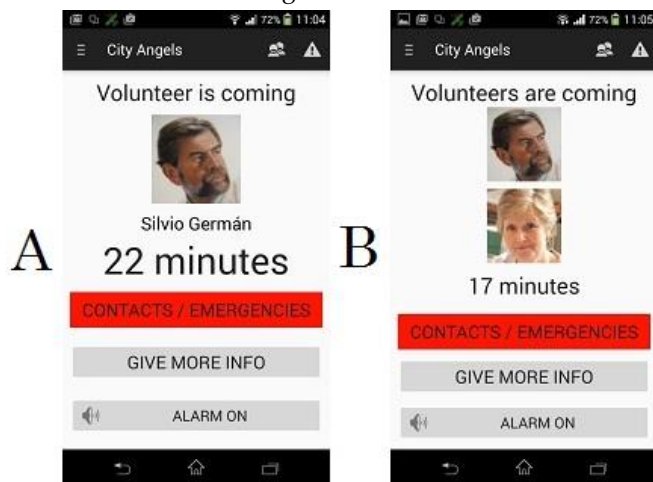 72% 11:04
City Angels
Volunteer is coming
Silvio Germán
22 minutes
CONTACTS / EMERGENCIES
GIVE MORE INFO
ALARM ON
A
72% 11:05
City Angels
Volunteers are coming
17 minutes
CONTACTS / EMERGENCIES
GIVE MORE INFO
ALARM ON
B